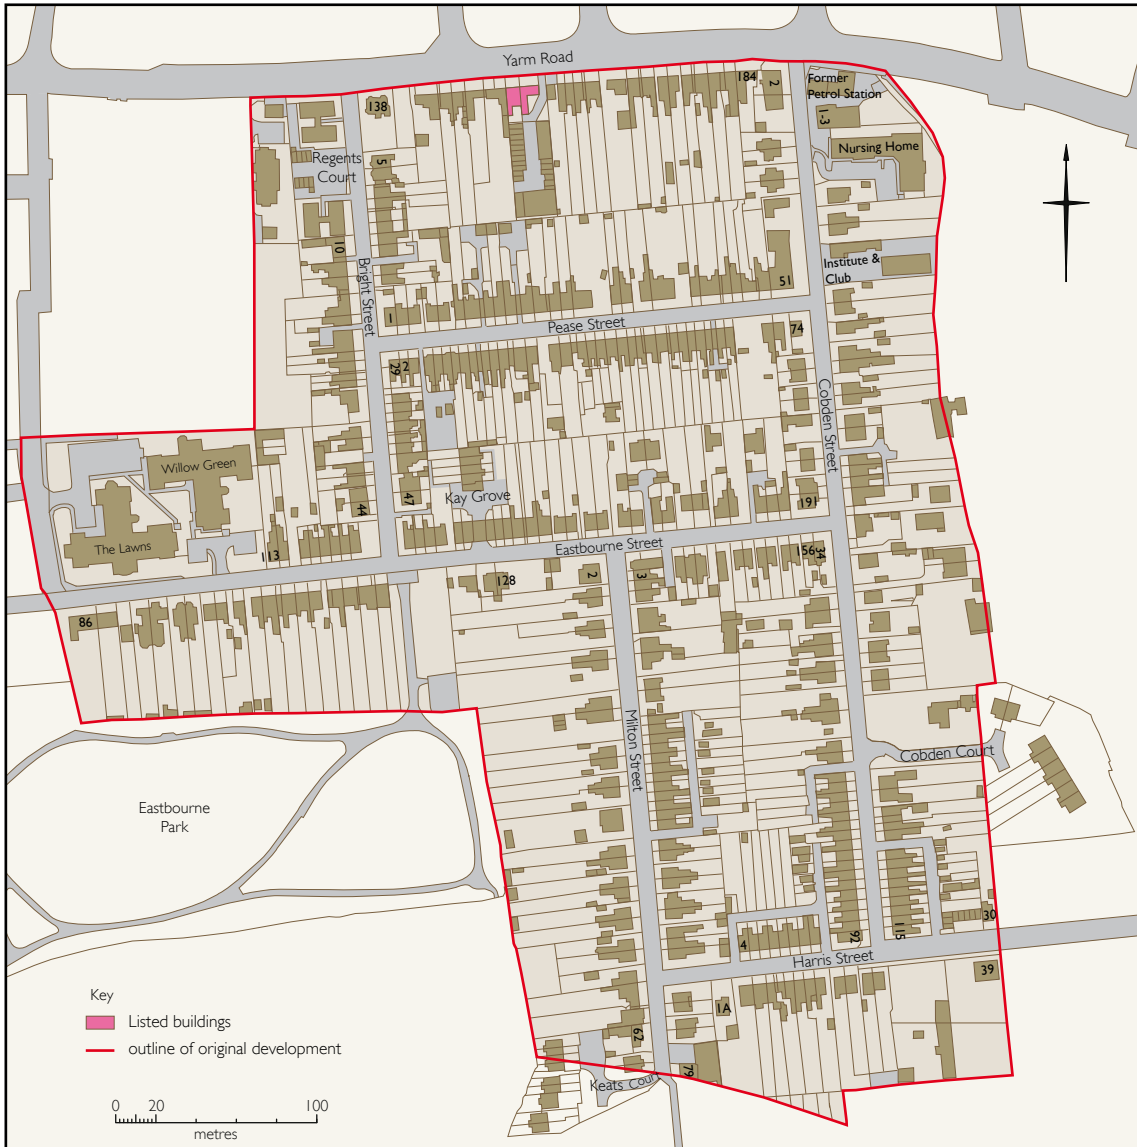 Yarm Road
184
2
Former
Petrol Station
1-3
138
Nursing Home
Regents
Court
5
10
Institute &
Club
51
Bright Street
1
Pease Street
74
29
2
Cobden Street
Willow Green
Kay Grove
47
44
191
The Lawns
113
Eastbourne Street
156
34
128
2
3
86
Milton Street
Cobden Court
Eastbourne
Park
30
115
92
4
Harris Street
39
1A
62
79
Keats Court
Key
Listed buildings
outline of original development
0 20 100
metres